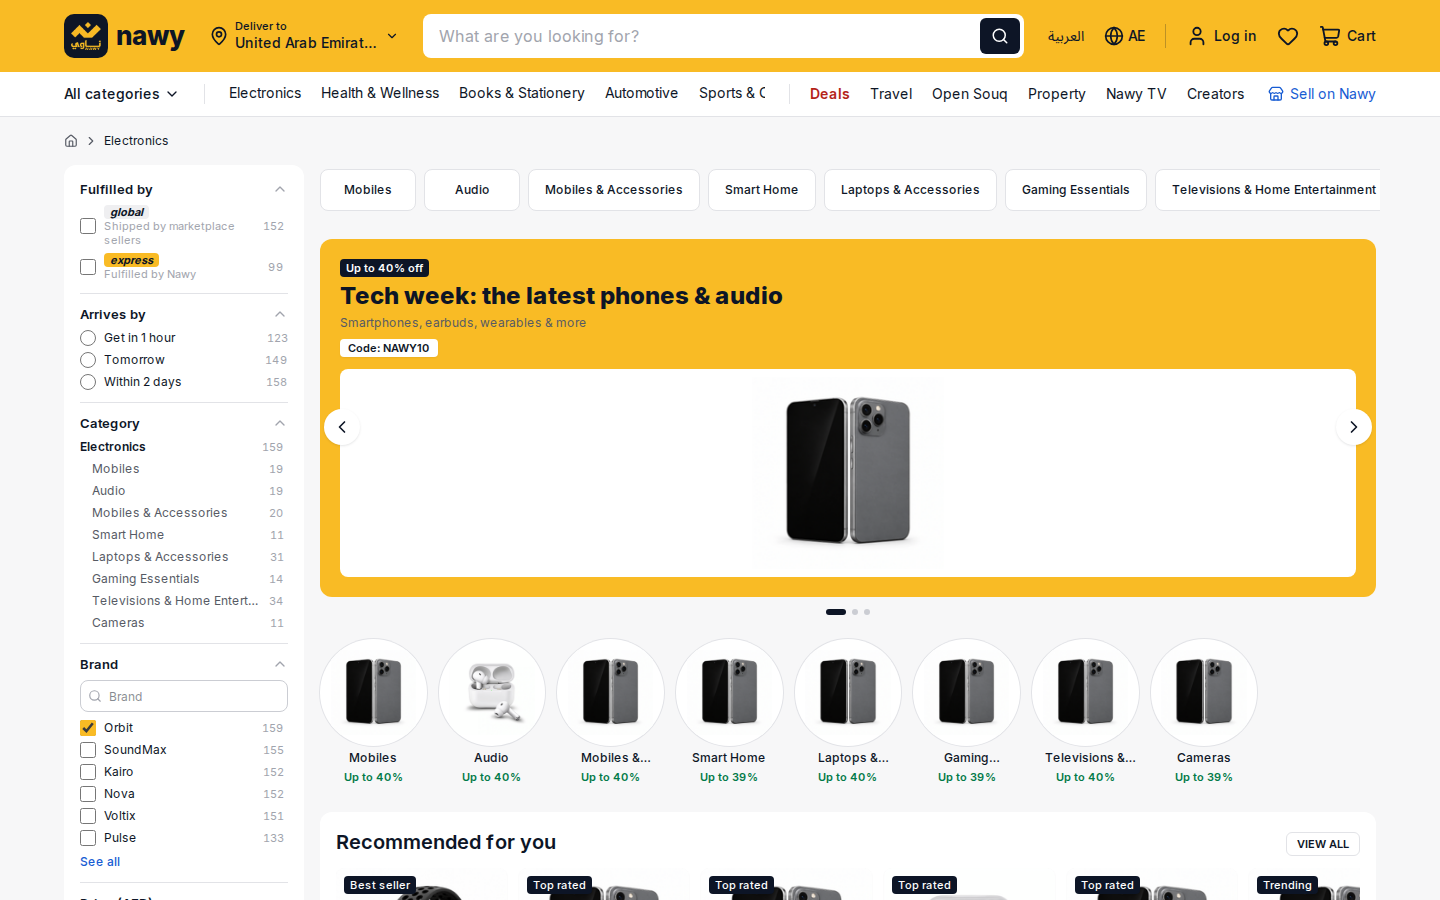 نـاوي
NAWY
nawy
Deliver to
United Arab Emirat...
What are you looking for?
العربية
AE
Log in
Cart
All categories
Electronics
Health & Wellness
Books & Stationery
Automotive
Sports &
Deals
Travel
Open Souq
Property
Nawy TV
Creators
Sell on Nawy
Electronics
Fulfilled by
global
Shipped by marketplace
sellers
152
express
Fulfilled by Nawy
99
Arrives by
Get in 1 hour 123
Tomorrow 149
Within 2 days 158
Category
Electronics 159
Mobiles 19
Audio 19
Mobiles & Accessories 20
Smart Home 11
Laptops & Accessories 31
Gaming Essentials 14
Televisions & Home Entert... 34
Cameras 11
Brand
Brand
Orbit 159
SoundMax 155
Kairo 152
Nova 152
Voltix 151
Pulse 133
See all
Mobiles
Audio
Mobiles & Accessories
Smart Home
Laptops & Accessories
Gaming Essentials
Televisions & Home Entertainment
Up to 40% off
Tech week: the latest phones & audio
Smartphones, earbuds, wearables & more
Code: NAWY10
Mobiles
Up to 40%
Audio
Up to 40%
Mobiles &...
Up to 40%
Smart Home
Up to 39%
Laptops &...
Up to 40%
Gaming...
Up to 39%
Televisions &...
Up to 40%
Cameras
Up to 39%
Recommended for you
VIEW ALL
Best seller
Top rated
Top rated
Top rated
Top rated
Trending